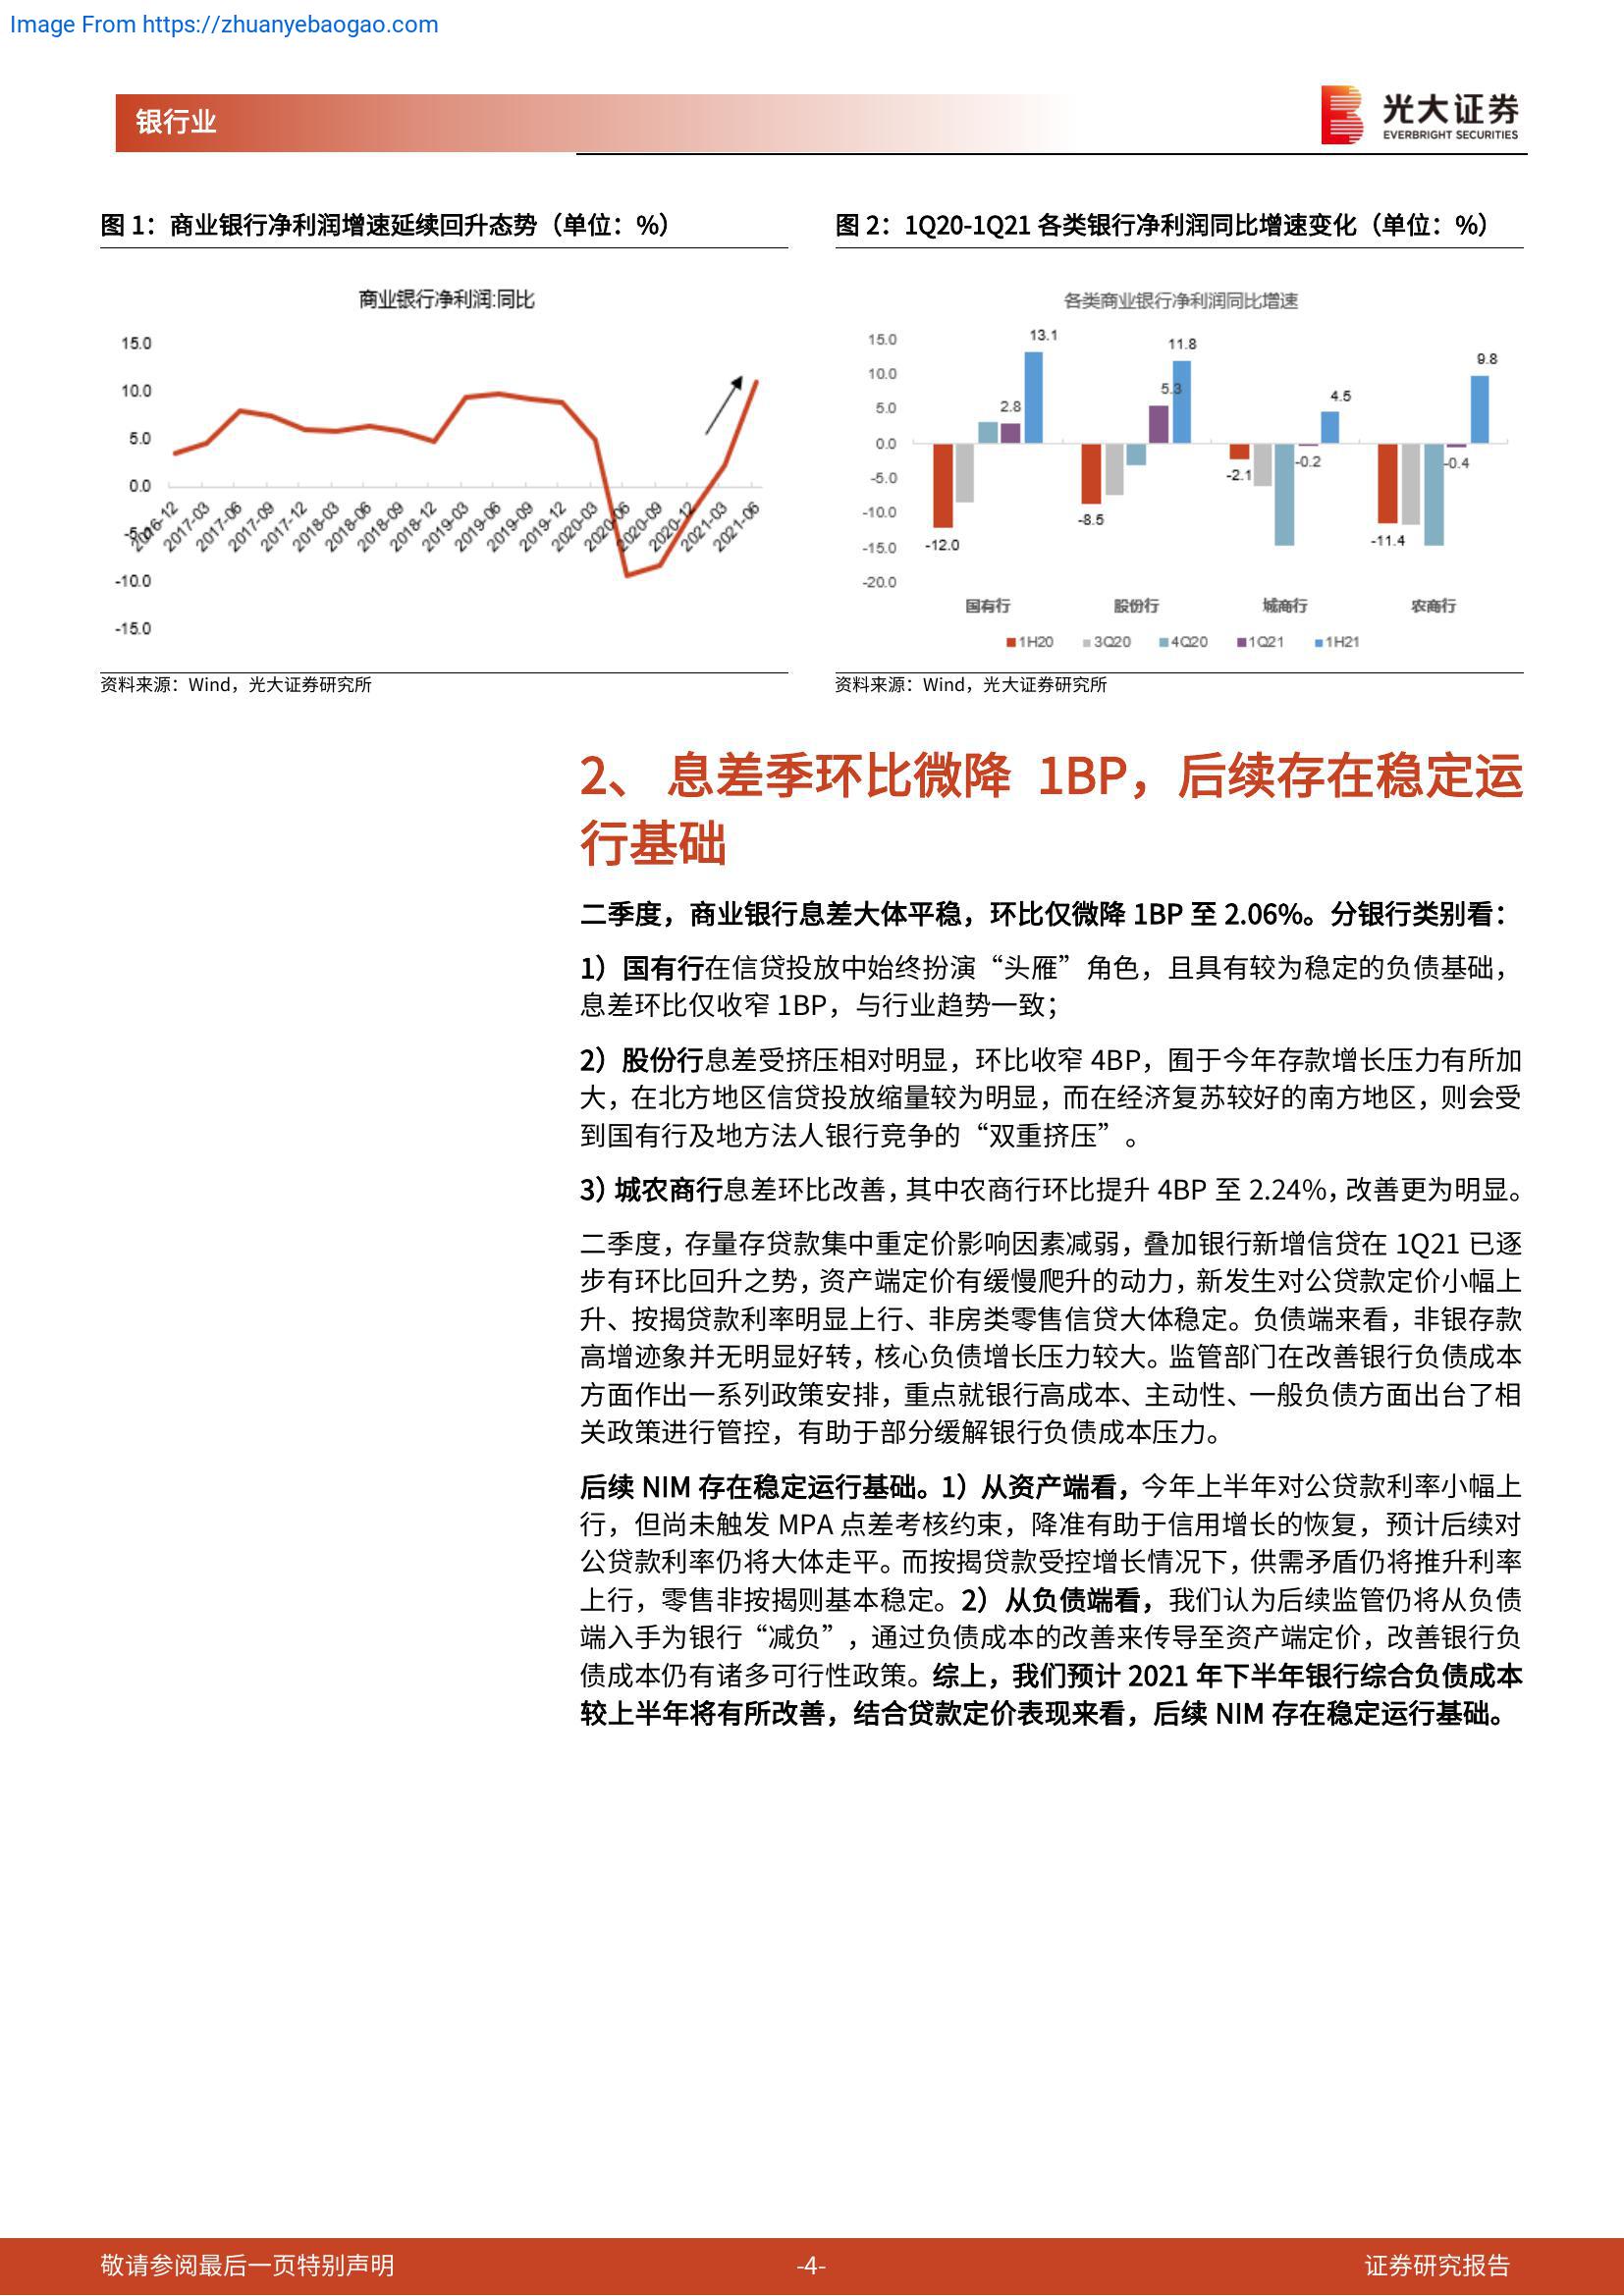 Image From https://zhuanyebaogao.com
银行业
光大证券
EVERBRIGHT SECURITIES
图 1：商业银行净利润增速延续回升态势（单位：%）
商业银行净利润:同比
15.0
10.0
5.0
0.0
-5.0
-10.0
-15.0
2016-12
2017-03
2017-06
2017-09
2017-12
2018-03
2018-06
2018-09
2018-12
2019-03
2019-06
2019-09
2019-12
2020-03
2020-06
2020-09
2020-12
2021-03
2021-06
资料来源：Wind，光大证券研究所
图 2：1Q20-1Q21 各类银行净利润同比增速变化（单位：%）
各类商业银行净利润同比增速
15.0
10.0
5.0
0.0
-5.0
-10.0
-15.0
-20.0
-12.0
2.8
13.1
-8.5
5.3
11.8
-2.1
-0.2
4.5
-11.4
-0.4
9.8
国有行
股份行
城商行
农商行
1H20
3Q20
4Q20
1Q21
1H21
资料来源：Wind，光大证券研究所
2、 息差季环比微降 1BP，后续存在稳定运
行基础
二季度，商业银行息差大体平稳，环比仅微降 1BP 至 2.06%。分银行类别看：
1）国有行在信贷投放中始终扮演“头雁”角色，且具有较为稳定的负债基础，
息差环比仅收窄 1BP，与行业趋势一致；
2）股份行息差受挤压相对明显，环比收窄 4BP，囿于今年存款增长压力有所加
大，在北方地区信贷投放缩量较为明显，而在经济复苏较好的南方地区，则会受
到国有行及地方法人银行竞争的“双重挤压”。
3）城农商行息差环比改善，其中农商行环比提升 4BP 至 2.24%，改善更为明显。
二季度，存量存贷款集中重定价影响因素减弱，叠加银行新增信贷在 1Q21 已逐
步有环比回升之势，资产端定价有缓慢爬升的动力，新发生对公贷款定价小幅上
升、按揭贷款利率明显上行、非房类零售信贷大体稳定。负债端来看，非银存款
高增迹象并无明显好转，核心负债增长压力较大。监管部门在改善银行负债成本
方面作出一系列政策安排，重点就银行高成本、主动性、一般负债方面出台了相
关政策进行管控，有助于部分缓解银行负债成本压力。
后续 NIM 存在稳定运行基础。1）从资产端看，今年上半年对公贷款利率小幅上
行，但尚未触发 MPA 点差考核约束，降准有助于信用增长的恢复，预计后续对
公贷款利率仍将大体走平。而按揭贷款受控增长情况下，供需矛盾仍将推升利率
上行，零售非按揭则基本稳定。2）从负债端看，我们认为后续监管仍将从负债
端入手为银行“减负”，通过负债成本的改善来传导至资产端定价，改善银行负
债成本仍有诸多可行性政策。综上，我们预计 2021 年下半年银行综合负债成本
较上半年将有所改善，结合贷款定价表现来看，后续 NIM 存在稳定运行基础。
敬请参阅最后一页特别声明
-4-
证券研究报告